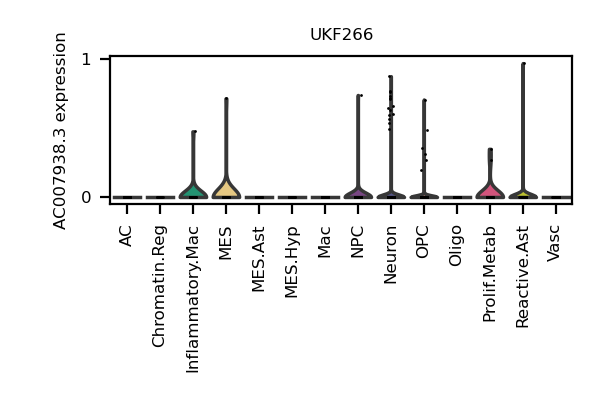 UKF266
AC007938.3 expression
1
0
AC
Chromatin.Reg
Inflammatory.Mac
MES
MES.Ast
MES.Hyp
Mac
NPC
Neuron
OPC
Oligo
Prolif.Metab
Reactive.Ast
Vasc